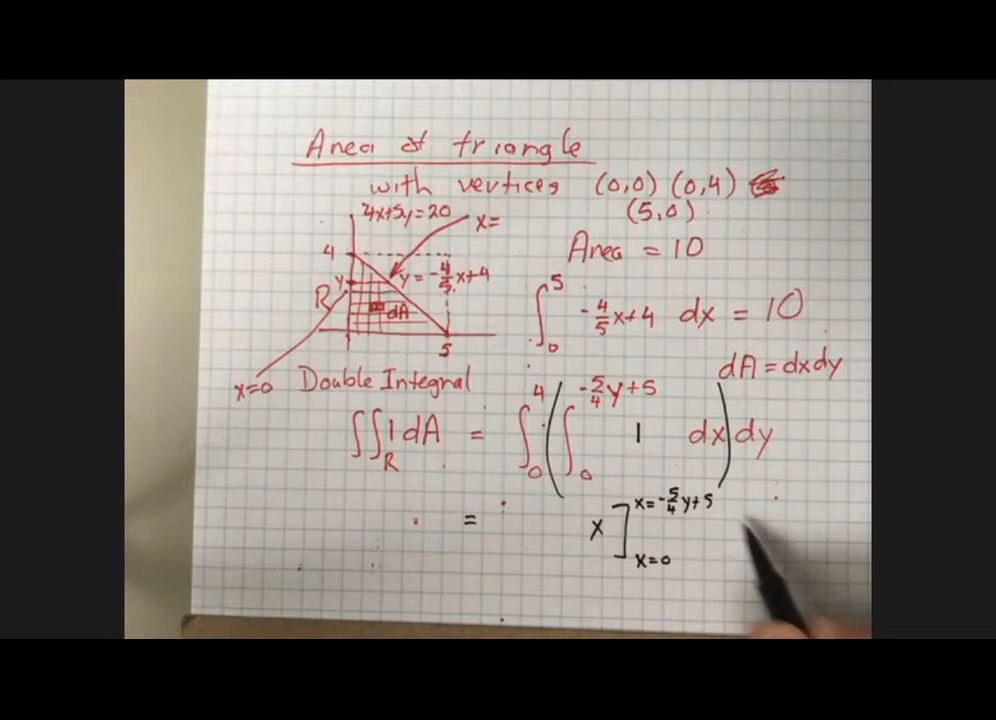 Area of triangle
with vertices (0,0) (0,4)
(5,0)
4x+5y=20 x=
Area = 10
4
y y = -4/5x+4
R dA
∫₀⁵ -4/5x+4 dx = 10
5
x=0 Double Integral
dA = dxdy
∬_R 1 dA = ∫₀⁴ (∫₀^(-5/4y+5) 1 dx) dy
= x]_(x=0)^(x=-5/4y+5)